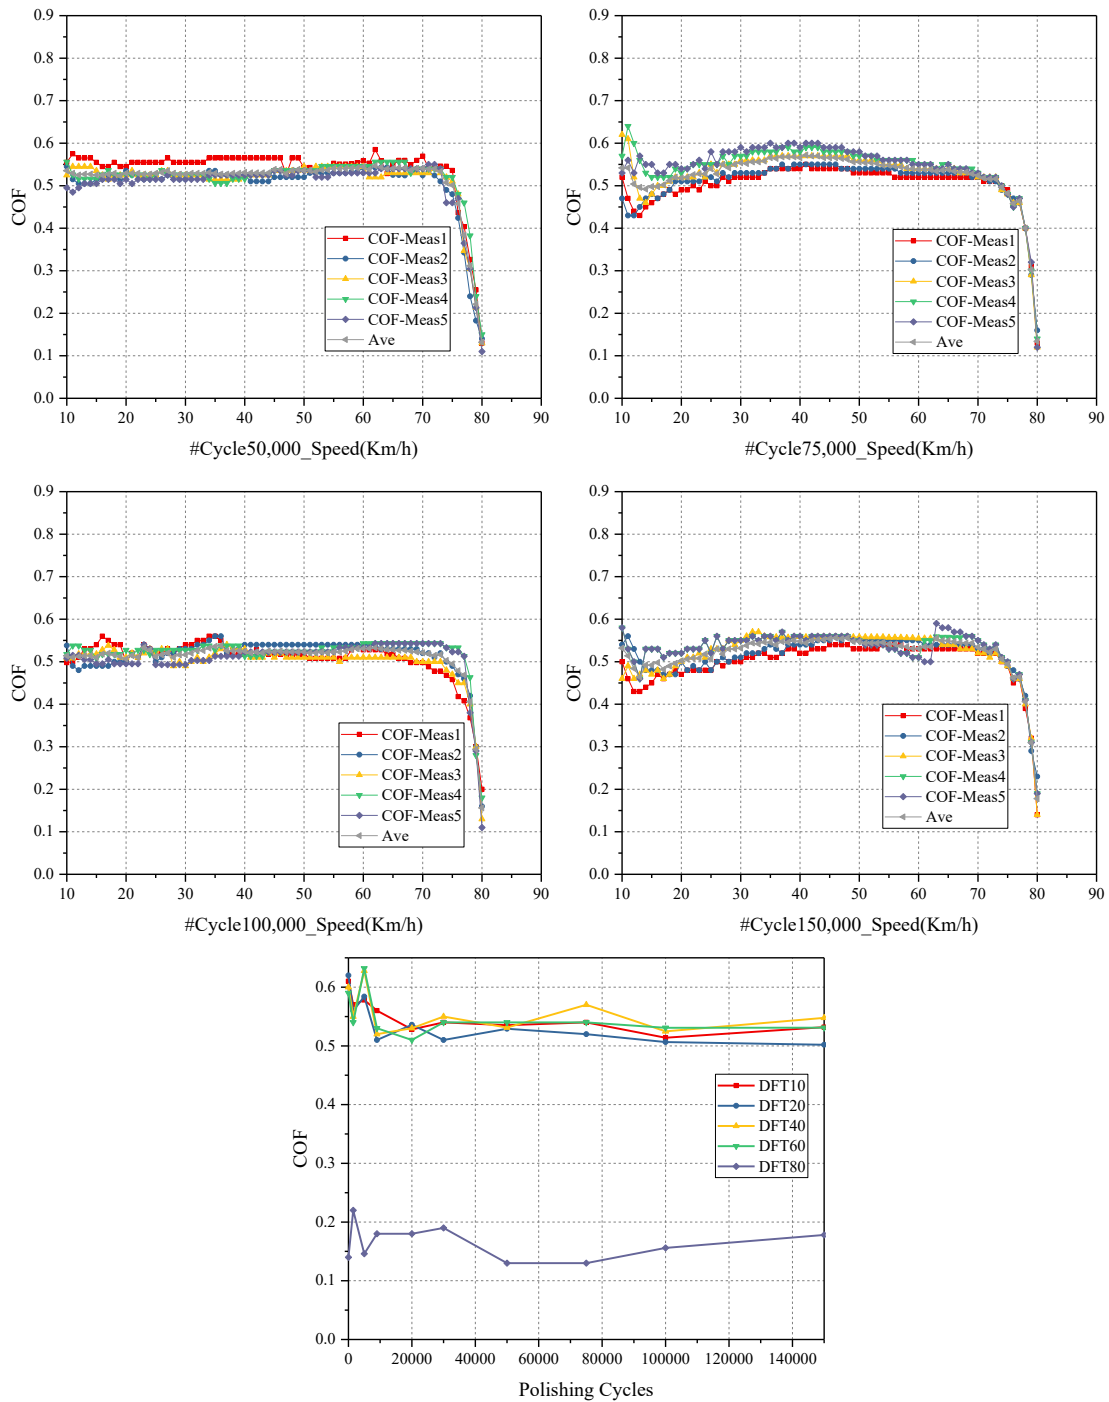 0.9
0.8
0.7
0.6
0.5
0.4
0.3
0.2
0.1
0.0
COF
COF-Meas1
COF-Meas2
COF-Meas3
COF-Meas4
COF-Meas5
Ave
10 20 30 40 50 60 70 80 90
#Cycle50,000_Speed(Km/h)
0.9
0.8
0.7
0.6
0.5
0.4
0.3
0.2
0.1
0.0
COF
COF-Meas1
COF-Meas2
COF-Meas3
COF-Meas4
COF-Meas5
Ave
10 20 30 40 50 60 70 80 90
#Cycle75,000_Speed(Km/h)
0.9
0.8
0.7
0.6
0.5
0.4
0.3
0.2
0.1
0.0
COF
COF-Meas1
COF-Meas2
COF-Meas3
COF-Meas4
COF-Meas5
Ave
10 20 30 40 50 60 70 80 90
#Cycle100,000_Speed(Km/h)
0.9
0.8
0.7
0.6
0.5
0.4
0.3
0.2
0.1
0.0
COF
COF-Meas1
COF-Meas2
COF-Meas3
COF-Meas4
COF-Meas5
Ave
10 20 30 40 50 60 70 80 90
#Cycle150,000_Speed(Km/h)
0.6
0.5
0.4
0.3
0.2
0.1
0.0
COF
DFT10
DFT20
DFT40
DFT60
DFT80
0 20000 40000 60000 80000 100000 120000 140000
Polishing Cycles